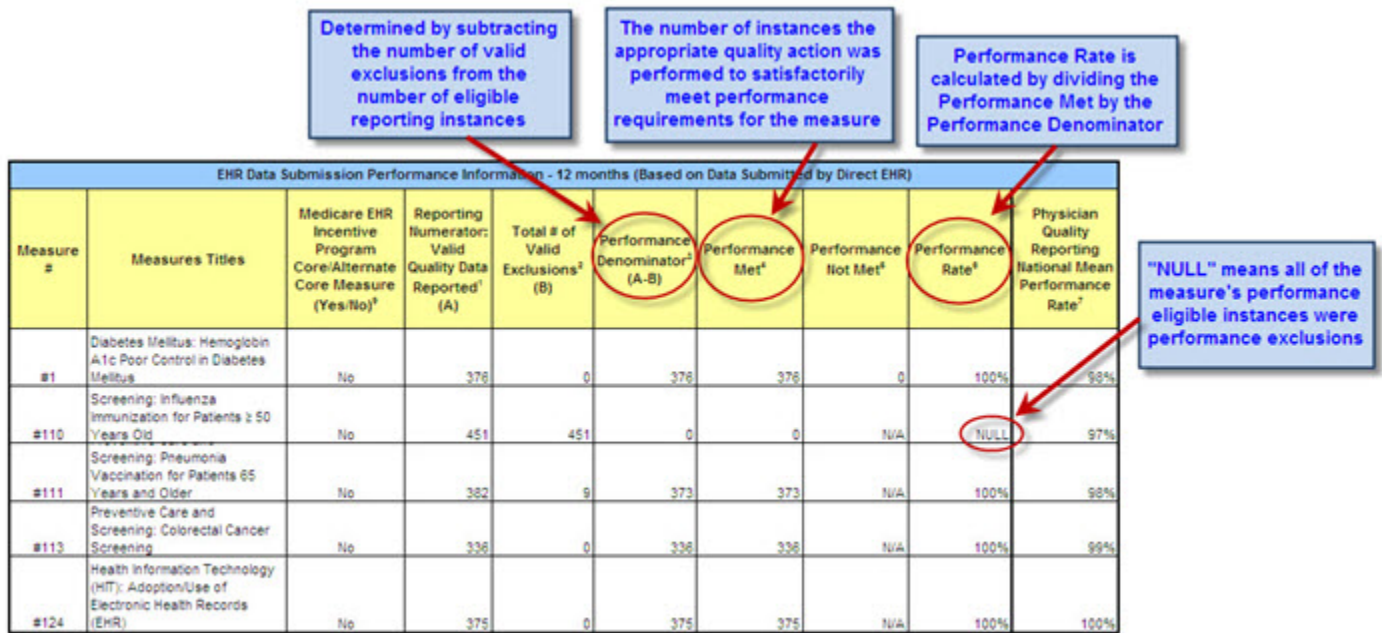 Determined by subtracting
the number of valid
exclusions from the
number of eligible
reporting instances
The number of instances the
appropriate quality action was
performed to satisfactorily
meet performance
requirements for the measure
Performance Rate is
calculated by dividing the
Performance Met by the
Performance Denominator
EHR Data Submission Performance Information - 12 months (Based on Data Submitted by Direct EHR)
Measure
#
Measures Titles
Medicare EHR
Incentive
Program
Core/Alternate
Core Measure
(Yes/No)⁹
Reporting
Numerator:
Valid
Quality Data
Reported¹
(A)
Total # of
Valid
Exclusions²
(B)
Performance
Denominator³
(A-B)
Performance
Met⁴
Performance
Not Met⁵
Performance
Rate⁶
Physician
Quality
Reporting
National Mean
Performance
Rate⁷
"NULL" means all of the
measure's performance
eligible instances were
performance exclusions
Diabetes Mellitus: Hemoglobin
A1c Poor Control in Diabetes
#1 Mellitus No 376 0 376 376 0 100% 98%
Screening: Influenza
Immunization for Patients ≥ 50
#110 Years Old No 451 451 0 0 N/A NULL 97%
Screening: Pneumonia
Vaccination for Patients 65
#111 Years and Older No 382 9 373 373 N/A 100% 98%
Preventive Care and
Screening: Colorectal Cancer
#113 Screening No 336 0 336 336 N/A 100% 99%
Health Information Technology
(HIT): Adoption/Use of
Electronic Health Records
#124 (EHR) No 375 0 375 375 N/A 100% 100%